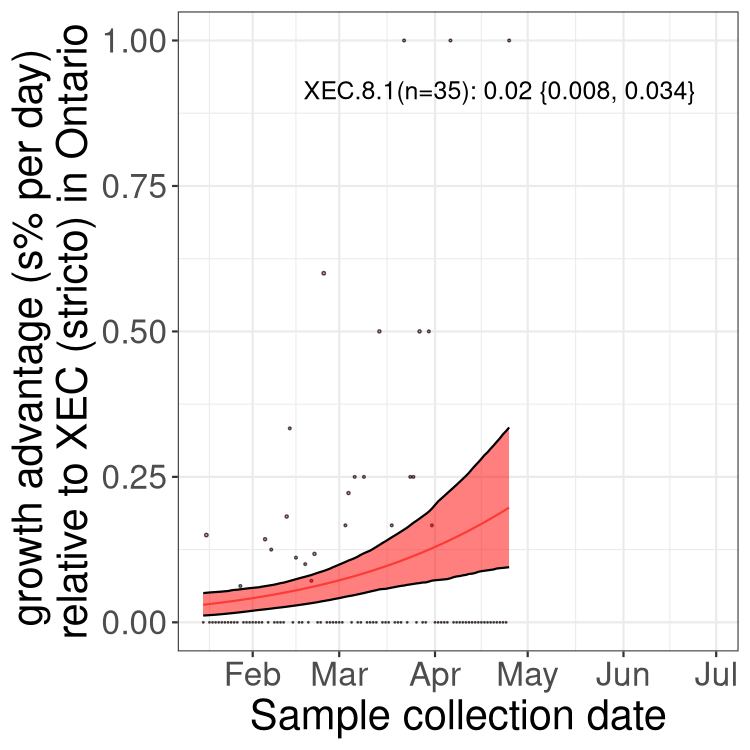 growth advantage (s% per day)
relative to XEC (stricto) in Ontario
1.00
0.75
0.50
0.25
0.00
XEC.8.1(n=35): 0.02 {0.008, 0.034}
Feb Mar Apr May Jun Jul
Sample collection date